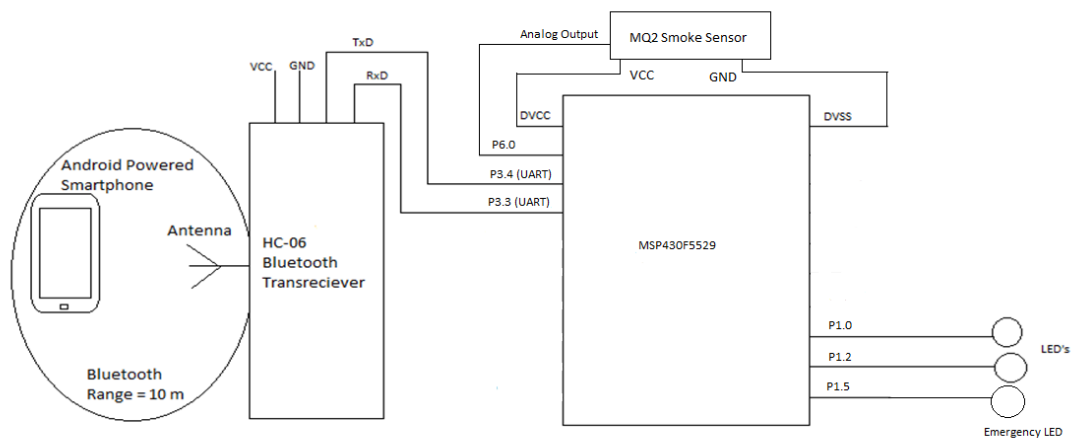 Analog Output
MQ2 Smoke Sensor
TxD
VCC
GND
RxD
VCC
GND
DVCC
DVSS
P6.0
P3.4 (UART)
P3.3 (UART)
Android Powered
Smartphone
Antenna
HC-06
Bluetooth
Transreciever
MSP430F5529
Bluetooth
Range = 10 m
P1.0
P1.2
P1.5
LED's
Emergency LED